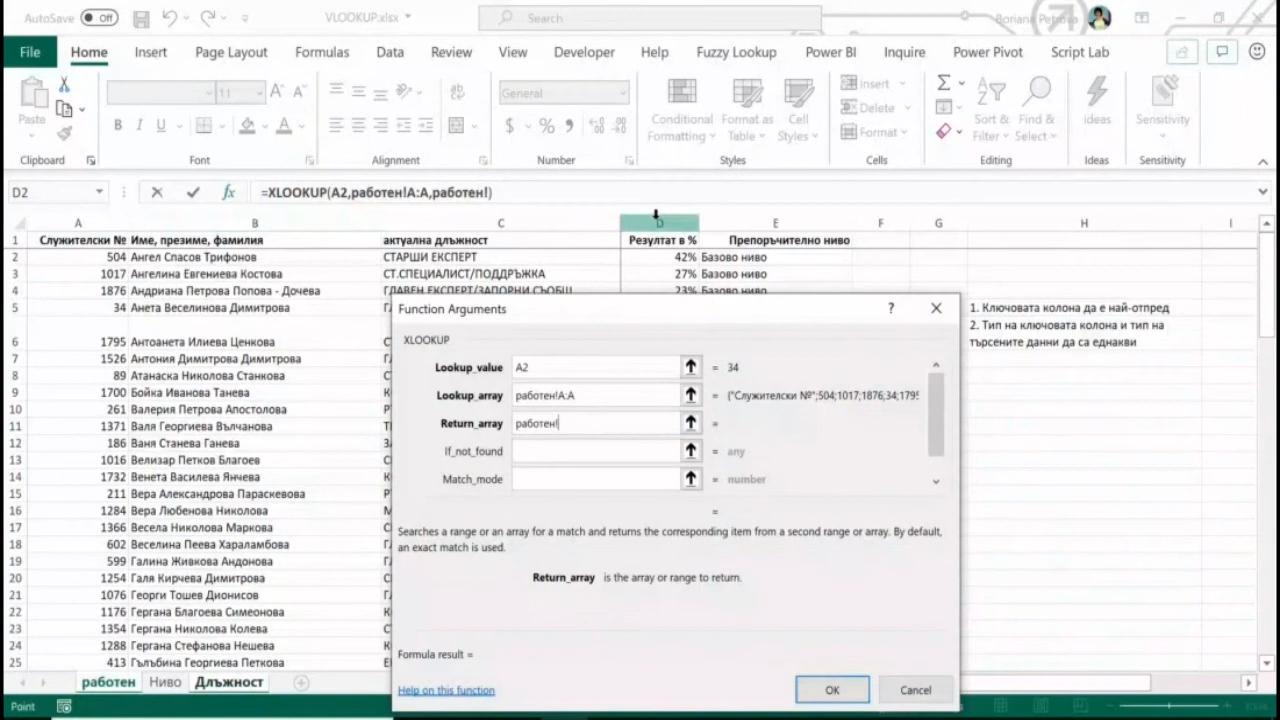 AutoSave Off VLOOKUP.xlsx Search
File Home Insert Page Layout Formulas Data Review View Developer Help Fuzzy Lookup Power BI Inquire Power Pivot Script Lab
Paste 11 A A General Conditional Formatting Format as Table Cell Styles Insert Delete Format Sort & Filter Find & Select Ideas Sensitivity
B I U A $ %
Clipboard Font Alignment Number Styles Cells Editing Ideas Sensitivity
D2 fx =XLOOKUP(A2,работен!A:A,работен!)
A B C D E F G H I
1 Служителски № Име, презиме, фамилия актуална длъжност Резултат в % Препоръчително ниво
2 504 Ангел Спасов Трифонов СТАРШИ ЕКСПЕРТ 42% Базово ниво
3 1017 Ангелина Евгениева Костова СТ.СПЕЦИАЛИСТ/ПОДДРЪЖКА 27% Базово ниво
4 1876 Андриана Петрова Попова - Дочева ГЛАВЕН ЕКСПЕРТ/ЗАПОРНИ СЪОБЩ 23% Базово ниво
5 34 Анета Веселинова Димитрова 1. Ключовата колона да е най-отпред
2. Тип на ключовата колона и тип на
6 1795 Антоанета Илиева Ценкова търсените данни да са еднакви
7 1526 Антония Димитрова Димитрова
8 89 Атанаска Николова Станкова
9 1700 Бойка Иванова Танева
10 261 Валерия Петрова Апостолова
11 1371 Валя Георгиева Вълчанова
12 186 Ваня Станева Ганева
13 1016 Велизар Петков Благоев
14 1732 Венета Василева Янчева
15 211 Вера Александрова Параскевова
16 1284 Вера Любенова Николова
17 1366 Весела Николова Маркова
18 602 Веселина Пеева Хараламбова
19 599 Галина Живкова Андонова
20 1254 Галя Кирчева Димитрова
21 1076 Георги Тошев Дионисов
22 1176 Гергана Благоева Симеонова
23 1354 Гергана Николова Колева
24 1288 Гергана Стефанова Нешева
25 413 Гълъбина Георгиева Петкова
Function Arguments ?
XLOOKUP
Lookup_value A2 = 34
Lookup_array работен!A:A = {"Служителски №";504;1017;1876;34;1795
Return_array работен! =
If_not_found = any
Match_mode = number
=
Searches a range or an array for a match and returns the corresponding item from a second range or array. By default,
an exact match is used.
Return_array is the array or range to return.
Formula result =
Help on this function OK Cancel
работен Ниво Длъжност
Point